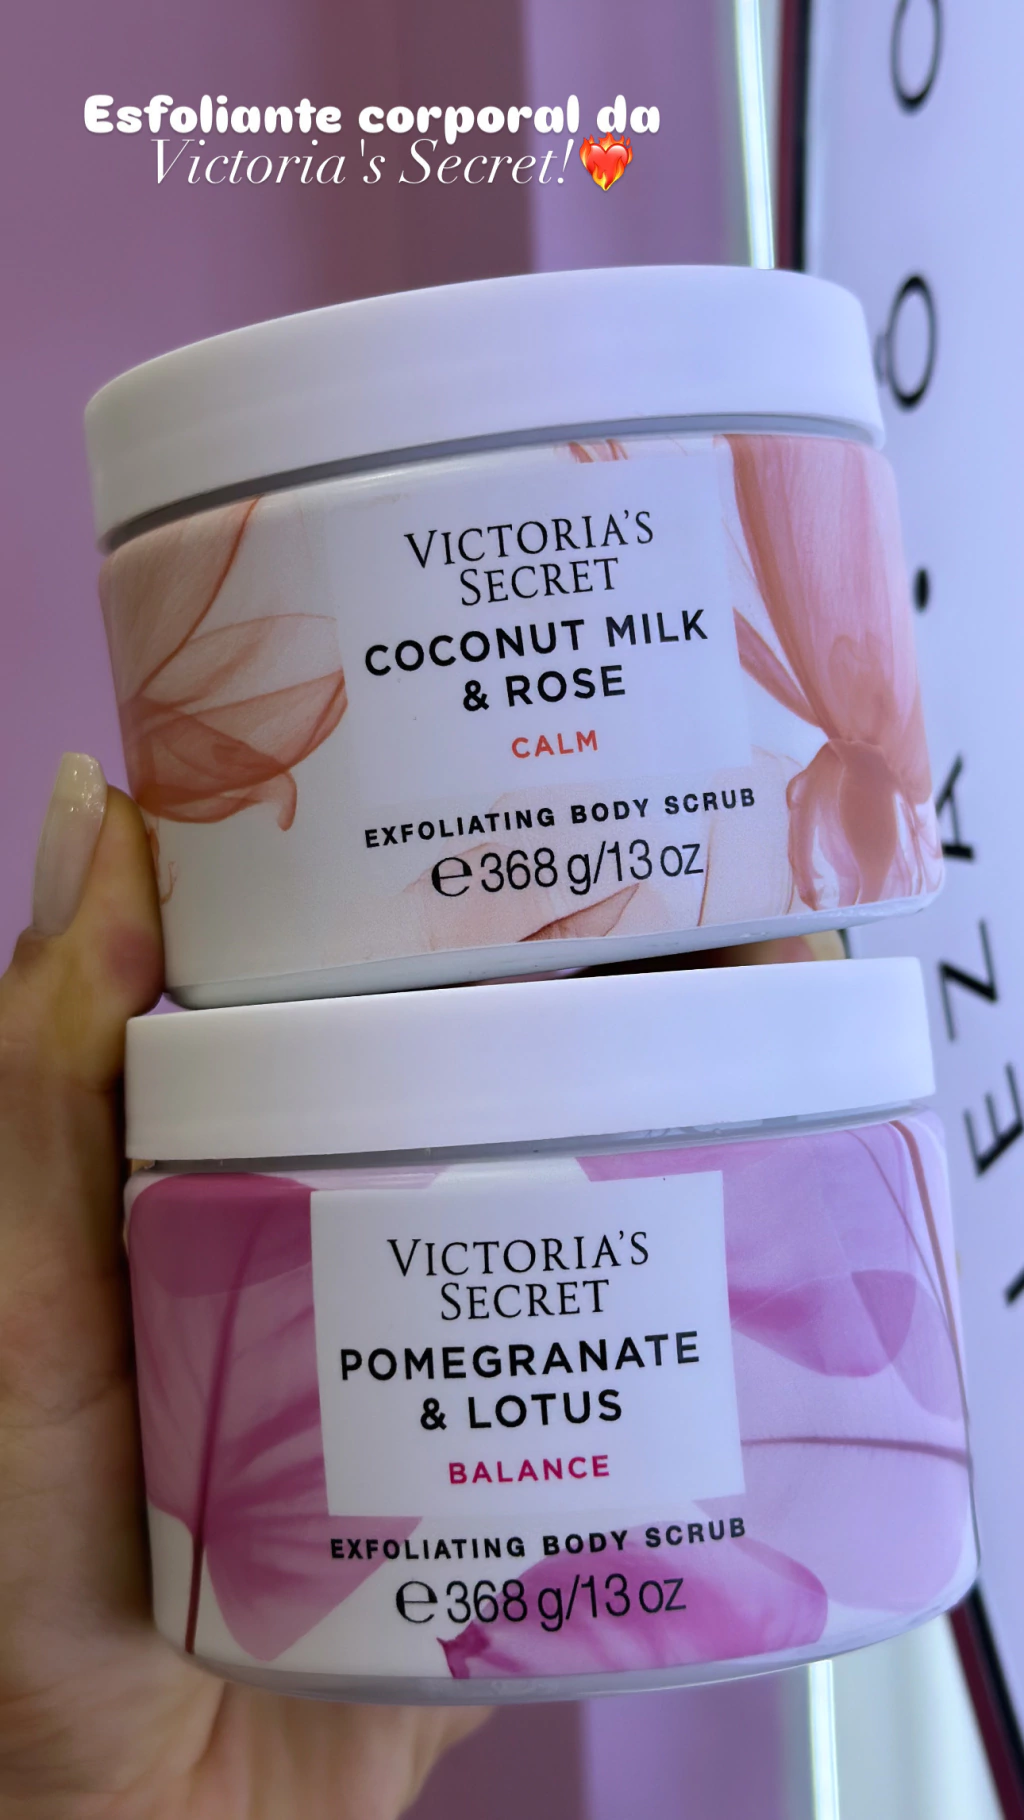 Esfoliante corporal da
Victoria's Secret!❤️‍🔥
VICTORIA'S
SECRET
COCONUT MILK
& ROSE
CALM
EXFOLIATING BODY SCRUB
℮368 g/13 oz
VICTORIA'S
SECRET
POMEGRANATE
& LOTUS
BALANCE
EXFOLIATING BODY SCRUB
℮368 g/13 oz